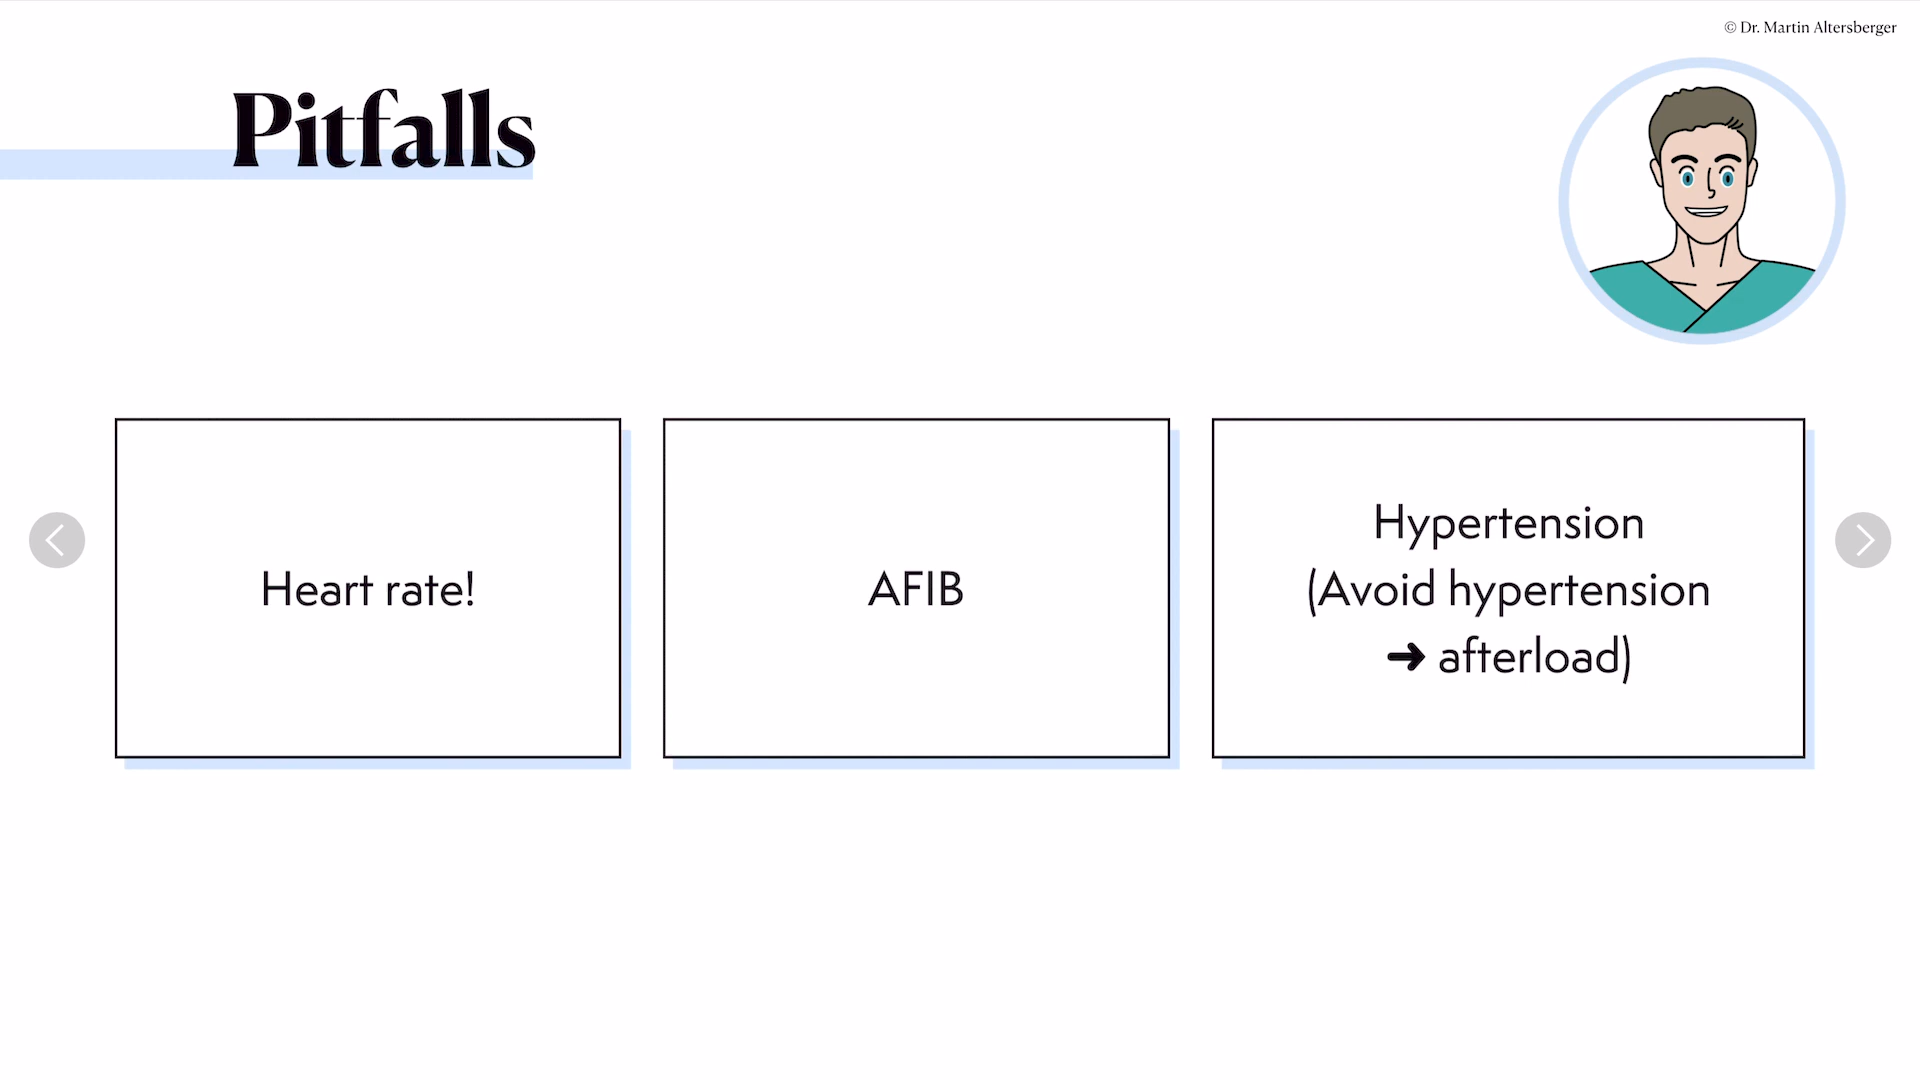 © Dr. Martin Altersberger
Pitfalls
Heart rate!
AFIB
Hypertension
(Avoid hypertension
➜ afterload)